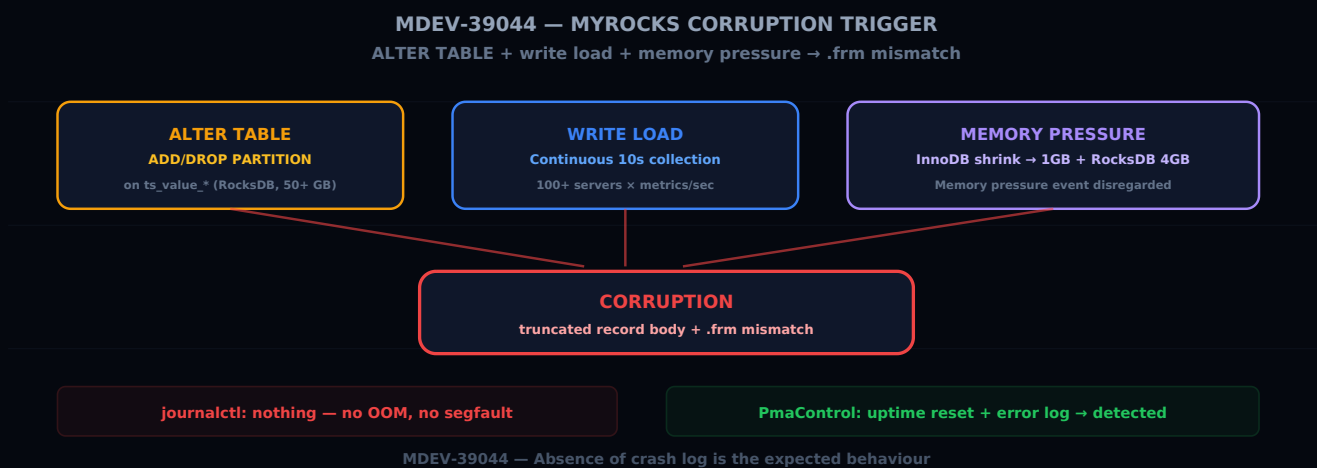 MDEV-39044 — MYROCKS CORRUPTION TRIGGER
ALTER TABLE + write load + memory pressure → .frm mismatch
ALTER TABLE
ADD/DROP PARTITION
on ts_value_* (RocksDB, 50+ GB)
WRITE LOAD
Continuous 10s collection
100+ servers × metrics/sec
MEMORY PRESSURE
InnoDB shrink → 1GB + RocksDB 4GB
Memory pressure event disregarded
CORRUPTION
truncated record body + .frm mismatch
journalctl: nothing — no OOM, no segfault
PmaControl: uptime reset + error log → detected
MDEV-39044 — Absence of crash log is the expected behaviour